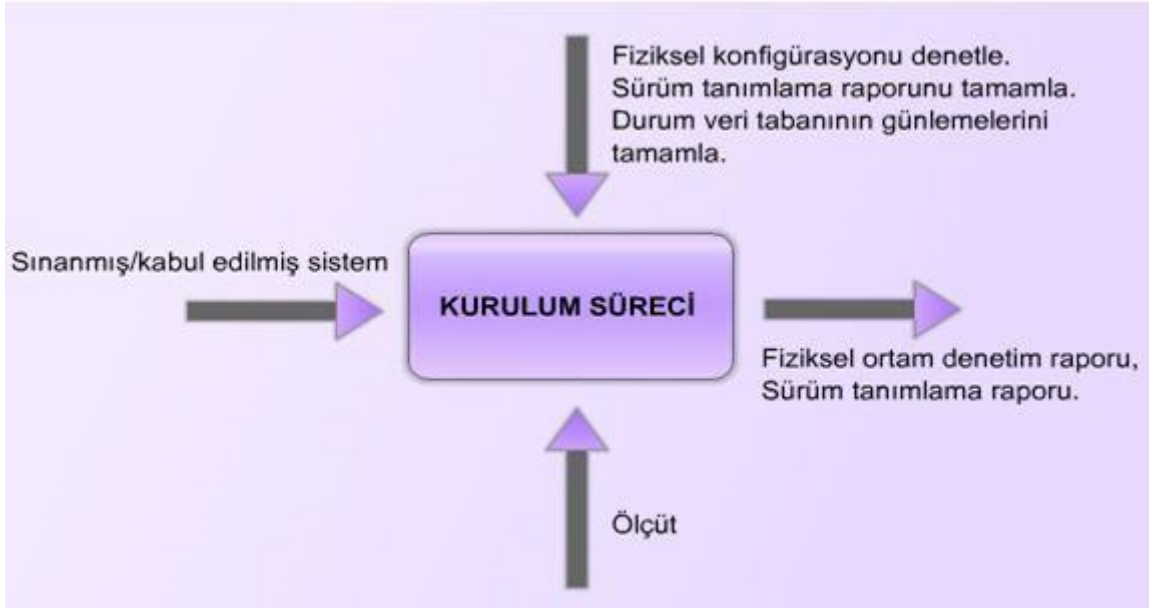 Fiziksel konfigürasyonu denetle.
Sürüm tanımlama raporunu tamamla.
Durum veri tabanının günlemelerini
tamamla.
Sınanmış/kabul edilmiş sistem
KURULUM SÜRECİ
Fiziksel ortam denetim raporu,
Sürüm tanımlama raporu.
Ölçüt